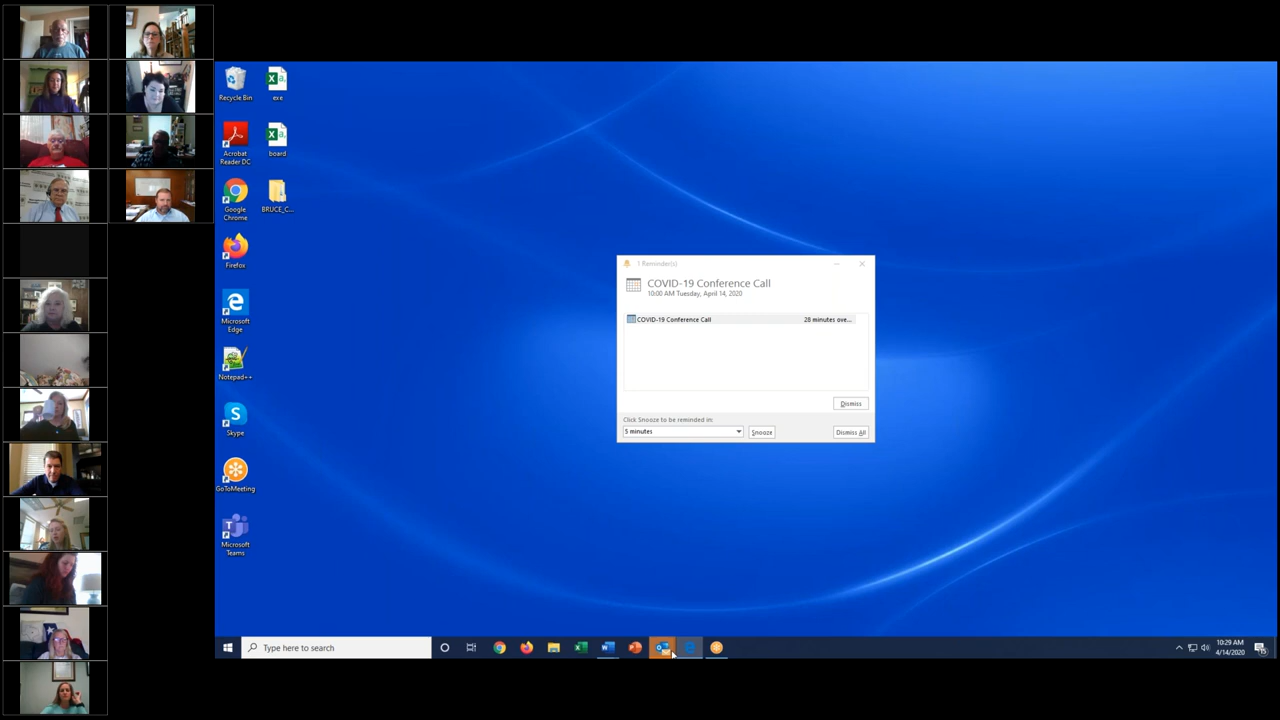 Recycle Bin
exe
Acrobat
Reader DC
board
Google
Chrome
BRUCE_C...
Firefox
Microsoft
Edge
Notepad++
Skype
GoToMeeting
Microsoft
Teams
1 Reminder(s)
COVID-19 Conference Call
10:00 AM Tuesday, April 14, 2020
COVID-19 Conference Call 28 minutes ove...
Dismiss
Click Snooze to be reminded in:
5 minutes Snooze Dismiss All
Type here to search
10:29 AM
4/14/2020